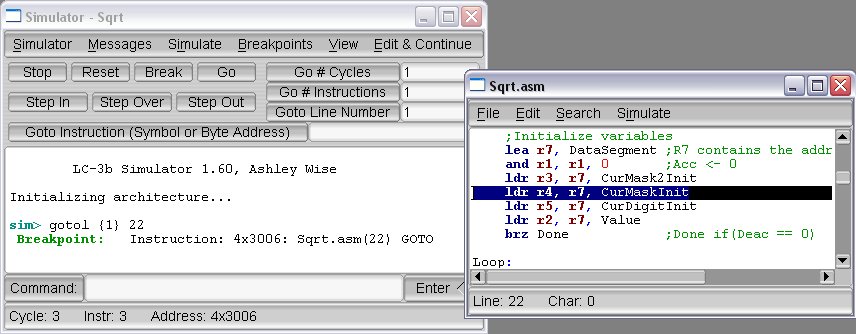 Simulator - Sqrt
Simulator Messages Simulate Breakpoints View Edit & Continue
Stop Reset Break Go Go # Cycles 1
Go # Instructions 1
Step In Step Over Step Out
Goto Line Number 1
Goto Instruction (Symbol or Byte Address)
LC-3b Simulator 1.60, Ashley Wise
Initializing architecture...
sim> gotol {1} 22
Breakpoint: Instruction: 4x3006: Sqrt.asm(22) GOTO
Command: Enter
Cycle: 3 Instr: 3 Address: 4x3006
Sqrt.asm
File Edit Search Simulate
;Initialize variables
lea r7, DataSegment ;R7 contains the addr
and r1, r1, 0 ;Acc <- 0
ldr r3, r7, CurMask2Init
ldr r4, r7, CurMaskInit
ldr r5, r7, CurDigitInit
ldr r2, r7, Value
brz Done ;Done if(Deac == 0)
Loop:
Line: 22 Char: 0